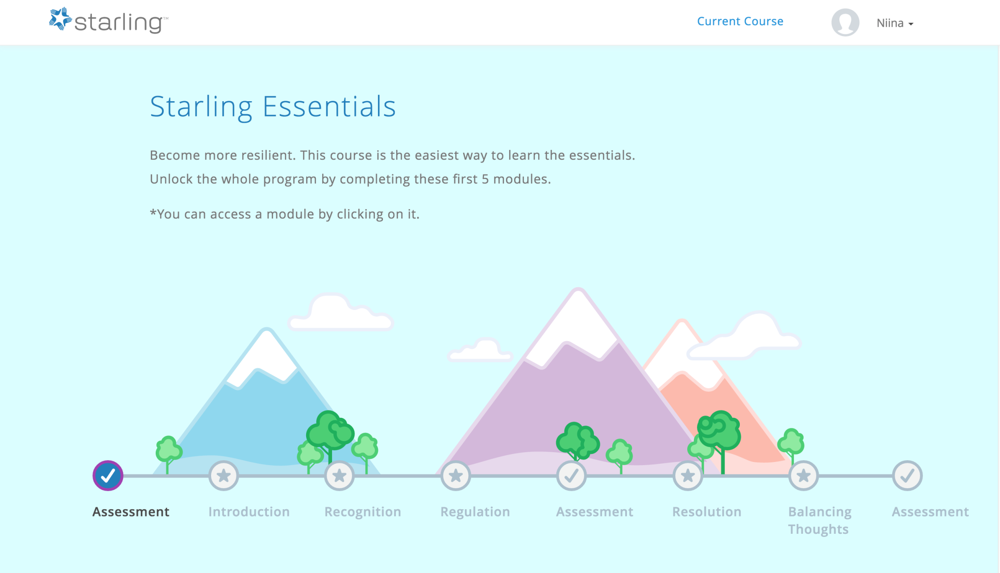 starling™
Current Course
Niina
Starling Essentials
Become more resilient. This course is the easiest way to learn the essentials.
Unlock the whole program by completing these first 5 modules.
*You can access a module by clicking on it.
Assessment
Introduction
Recognition
Regulation
Assessment
Resolution
Balancing
Thoughts
Assessment